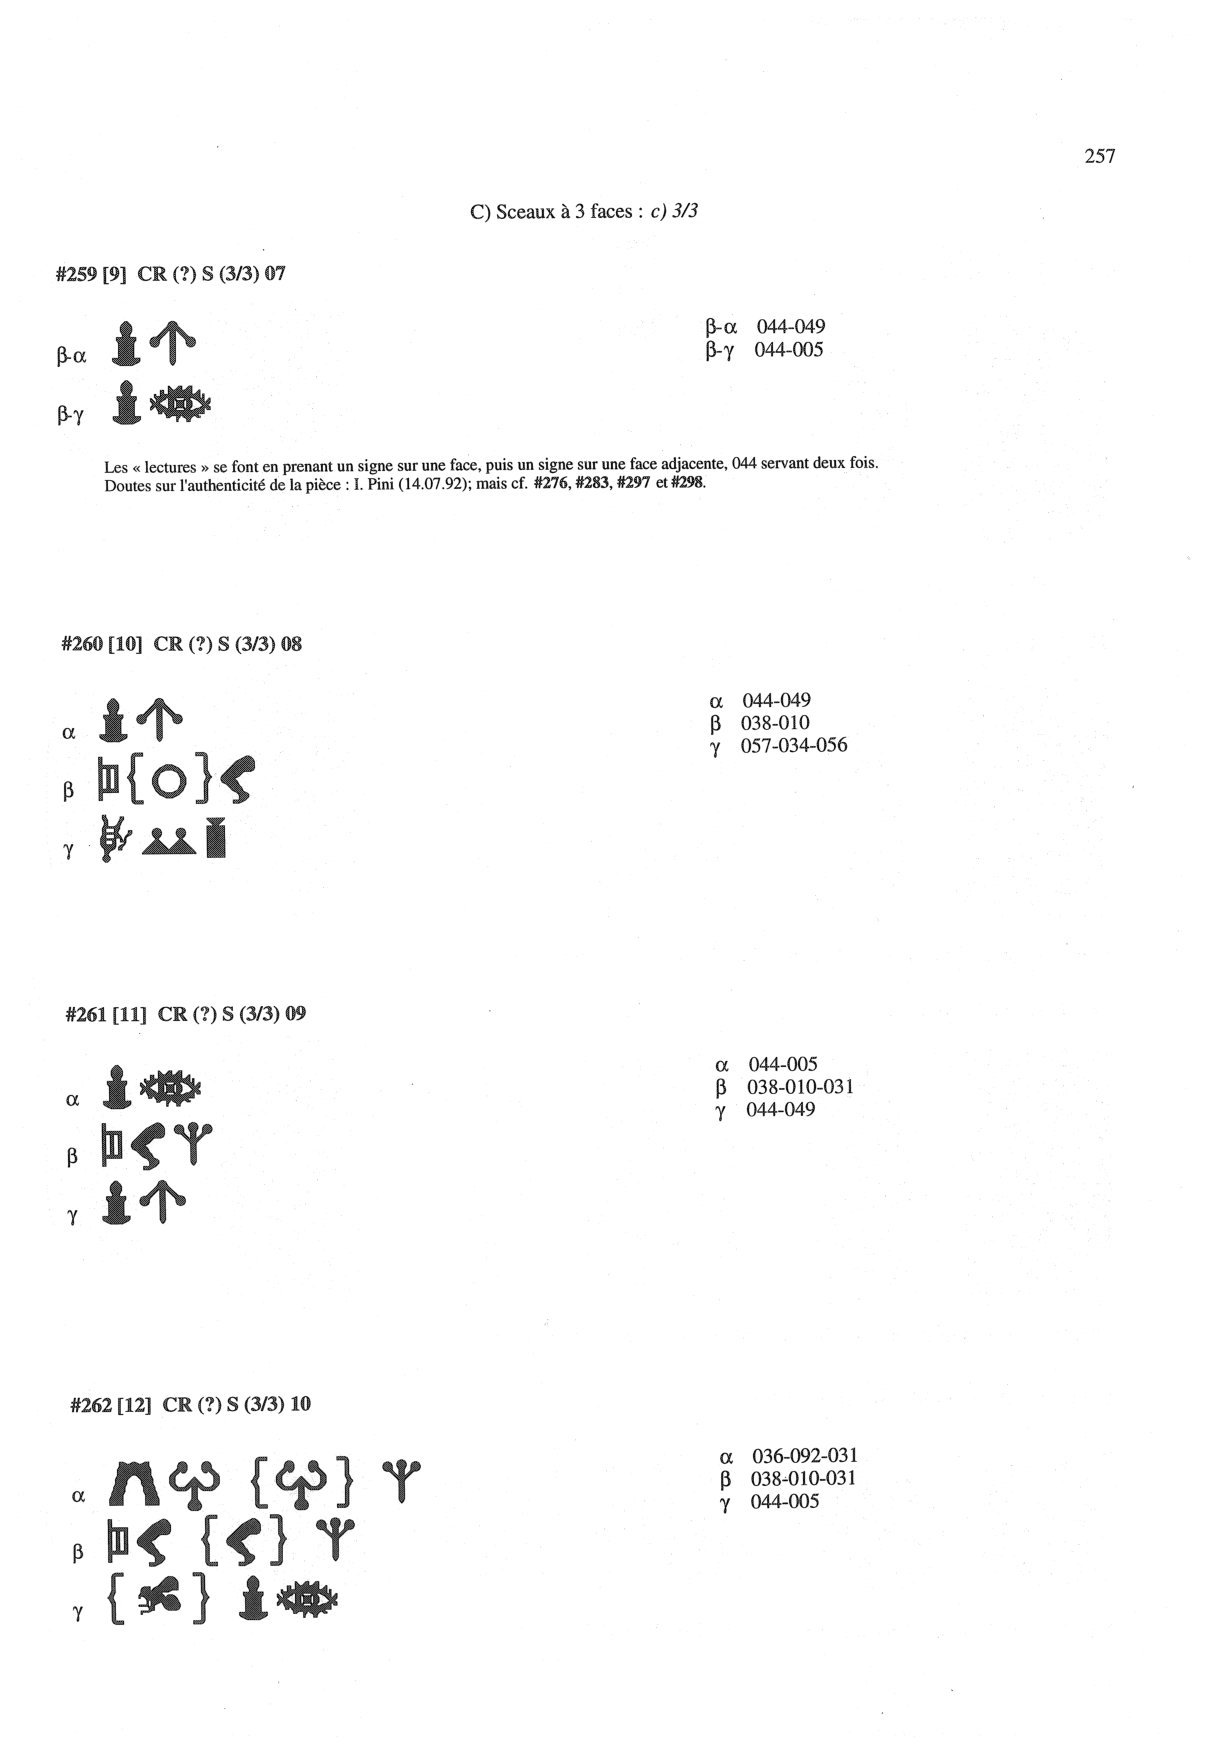 257
C) Sceaux à 3 faces : c) 3/3
#259 [9] CR (?) S (3/3) 07
β-α
β-α 044-049
β-γ 044-005
β-γ
Les « lectures » se font en prenant un signe sur une face, puis un signe sur une face adjacente, 044 servant deux fois.
Doutes sur l'authenticité de la pièce : I. Pini (14.07.92); mais cf. #276, #283, #297 et #298.
#260 [10] CR (?) S (3/3) 08
α
β { }
γ
α 044-049
β 038-010
γ 057-034-056
#261 [11] CR (?) S (3/3) 09
α
β
γ
α 044-005
β 038-010-031
γ 044-049
#262 [12] CR (?) S (3/3) 10
α { }
β { }
γ { }
α 036-092-031
β 038-010-031
γ 044-005